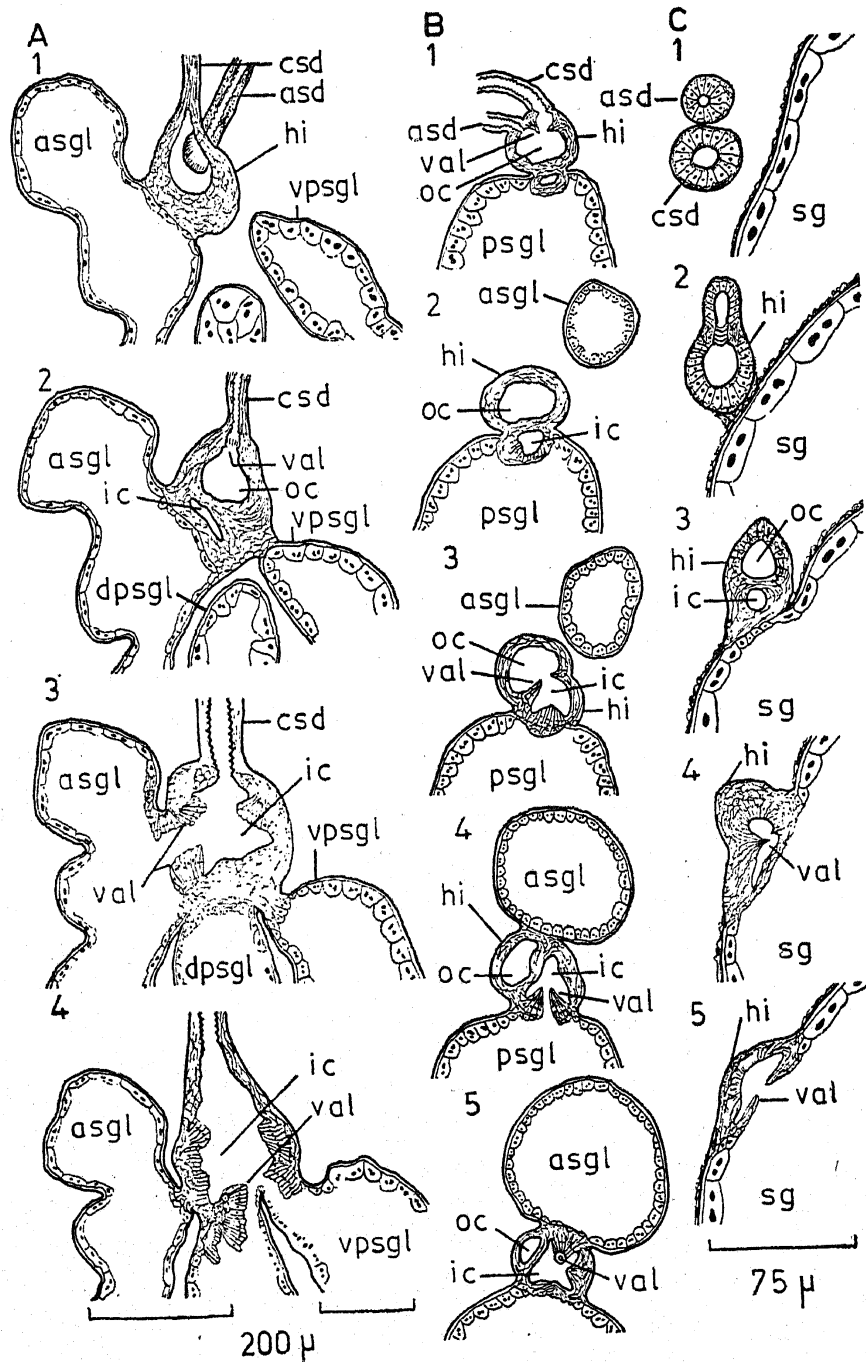 A
1
csd
asd
asgl
hi
vpsgl
2
csd
asgl
val
ic
oc
vpsgl
dpsgl
3
csd
asgl
ic
vpsgl
val
dpsgl
4
ic
val
asgl
vpsgl
200 μ
B
1
csd
asd
hi
val
oc
psgl
2
asgl
hi
oc
ic
psgl
3
asgl
oc
val
ic
hi
psgl
4
asgl
hi
oc
ic
val
psgl
5
asgl
oc
ic
val
C
1
asd
csd
sg
2
hi
sg
3
oc
hi
ic
sg
4
hi
val
sg
5
hi
val
sg
75 μ